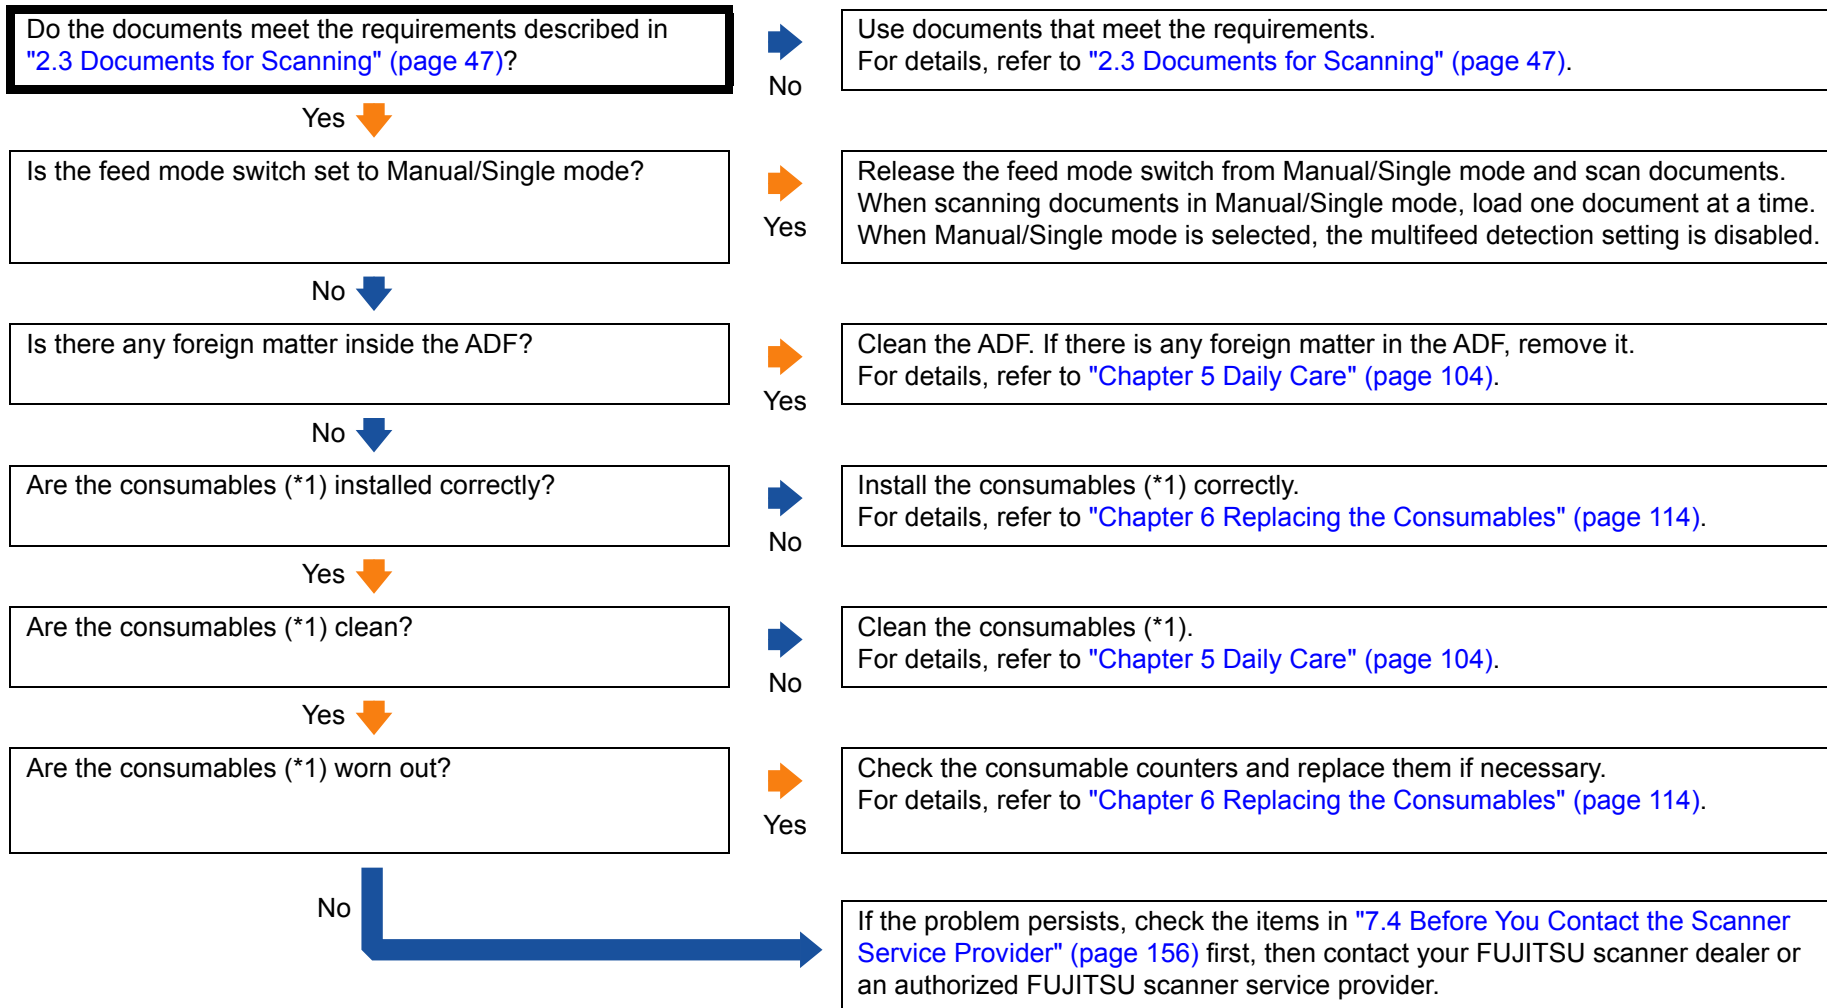 Do the documents meet the requirements described in
"2.3 Documents for Scanning" (page 47)?
No
Use documents that meet the requirements.
For details, refer to "2.3 Documents for Scanning" (page 47).
Yes
Is the feed mode switch set to Manual/Single mode?
Yes
Release the feed mode switch from Manual/Single mode and scan documents.
When scanning documents in Manual/Single mode, load one document at a time.
When Manual/Single mode is selected, the multifeed detection setting is disabled.
No
Is there any foreign matter inside the ADF?
Yes
Clean the ADF. If there is any foreign matter in the ADF, remove it.
For details, refer to "Chapter 5 Daily Care" (page 104).
No
Are the consumables (*1) installed correctly?
No
Install the consumables (*1) correctly.
For details, refer to "Chapter 6 Replacing the Consumables" (page 114).
Yes
Are the consumables (*1) clean?
No
Clean the consumables (*1).
For details, refer to "Chapter 5 Daily Care" (page 104).
Yes
Are the consumables (*1) worn out?
Yes
Check the consumable counters and replace them if necessary.
For details, refer to "Chapter 6 Replacing the Consumables" (page 114).
No
If the problem persists, check the items in "7.4 Before You Contact the Scanner
Service Provider" (page 156) first, then contact your FUJITSU scanner dealer or
an authorized FUJITSU scanner service provider.